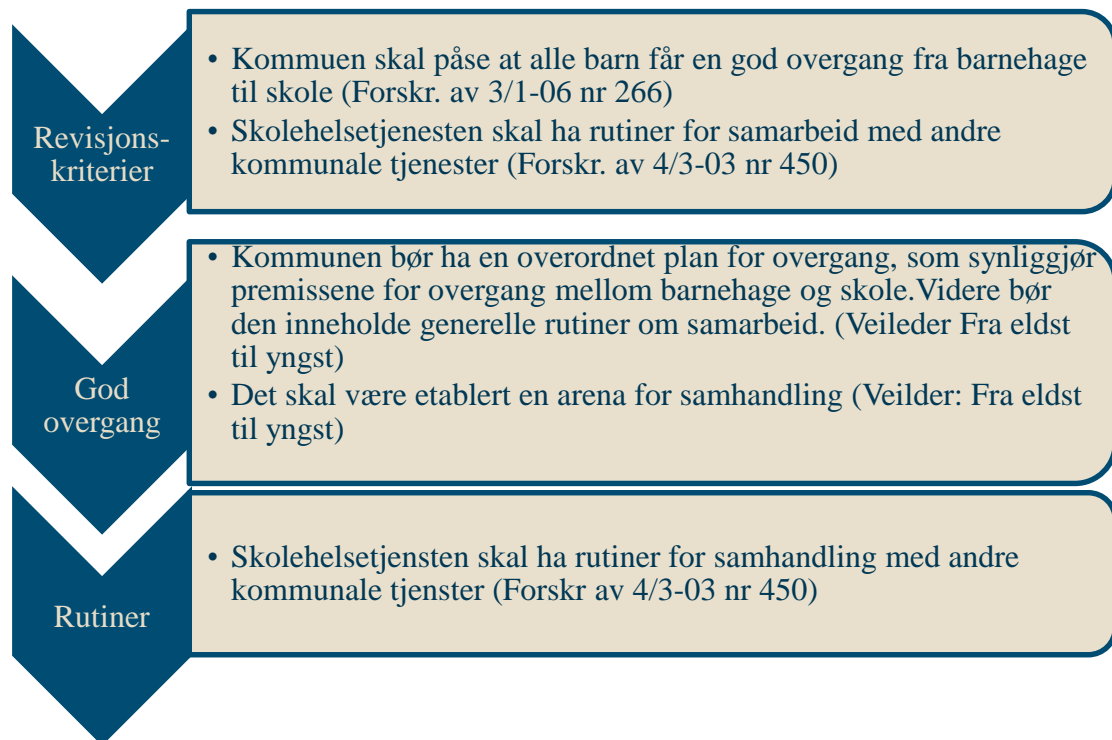 Revisjons-
kriterier
• Kommuen skal påse at alle barn får en god overgang fra barnehage
til skole (Forskr. av 3/1-06 nr 266)
• Skolehelsetjenesten skal ha rutiner for samarbeid med andre
kommunale tjenester (Forskr. av 4/3-03 nr 450)
God
overgang
• Kommunen bør ha en overordnet plan for overgang, som synliggjør
premissene for overgang mellom barnehage og skole.Videre bør
den inneholde generelle rutiner om samarbeid. (Veileder Fra eldst
til yngst)
• Det skal være etablert en arena for samhandling (Veilder: Fra eldst
til yngst)
Rutiner
• Skolehelsetjensten skal ha rutiner for samhandling med andre
kommunale tjenster (Forskr av 4/3-03 nr 450)